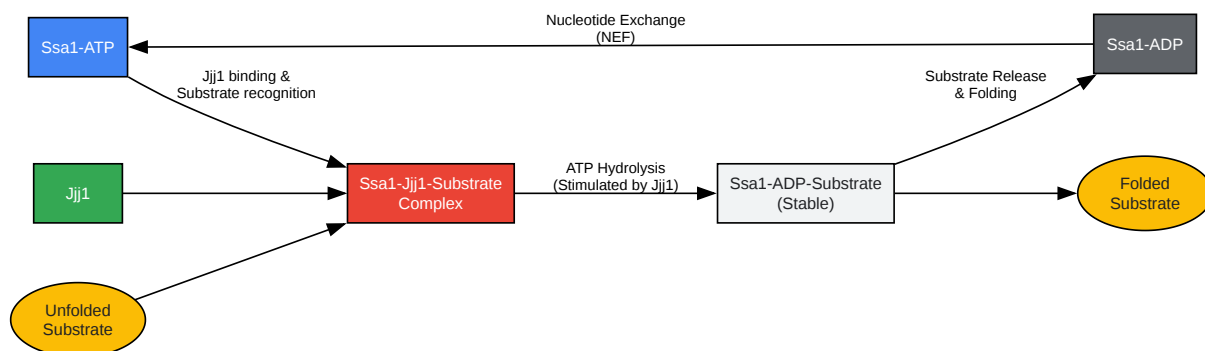 Nucleotide Exchange
(NEF)
Ssa1-ATP
Ssa1-ADP
Jjj1 binding &
Substrate recognition
Substrate Release
& Folding
Jjj1
Ssa1-Jjj1-Substrate
Complex
ATP Hydrolysis
(Stimulated by Jjj1)
Ssa1-ADP-Substrate
(Stable)
Folded
Substrate
Unfolded
Substrate